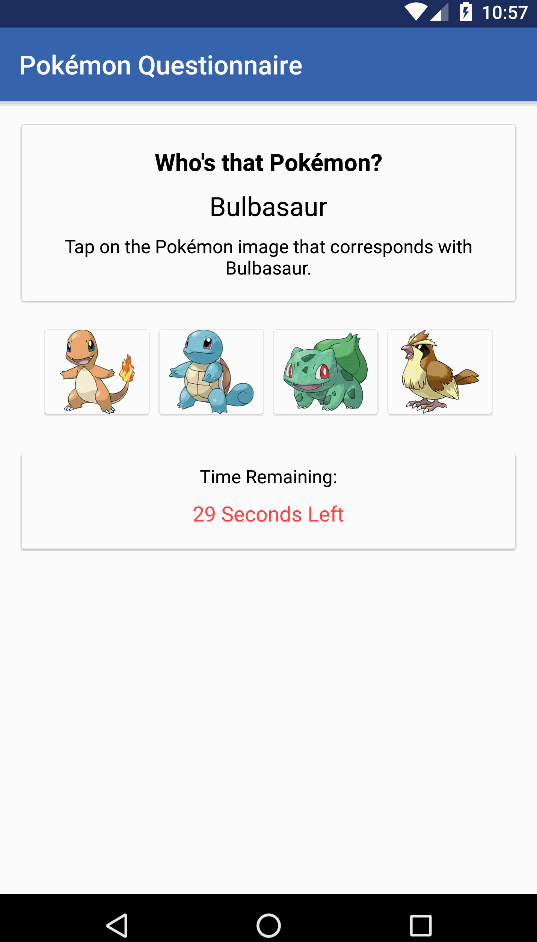 10:57
Pokémon Questionnaire
Who's that Pokémon?
Bulbasaur
Tap on the Pokémon image that corresponds with
Bulbasaur.
Time Remaining:
29 Seconds Left